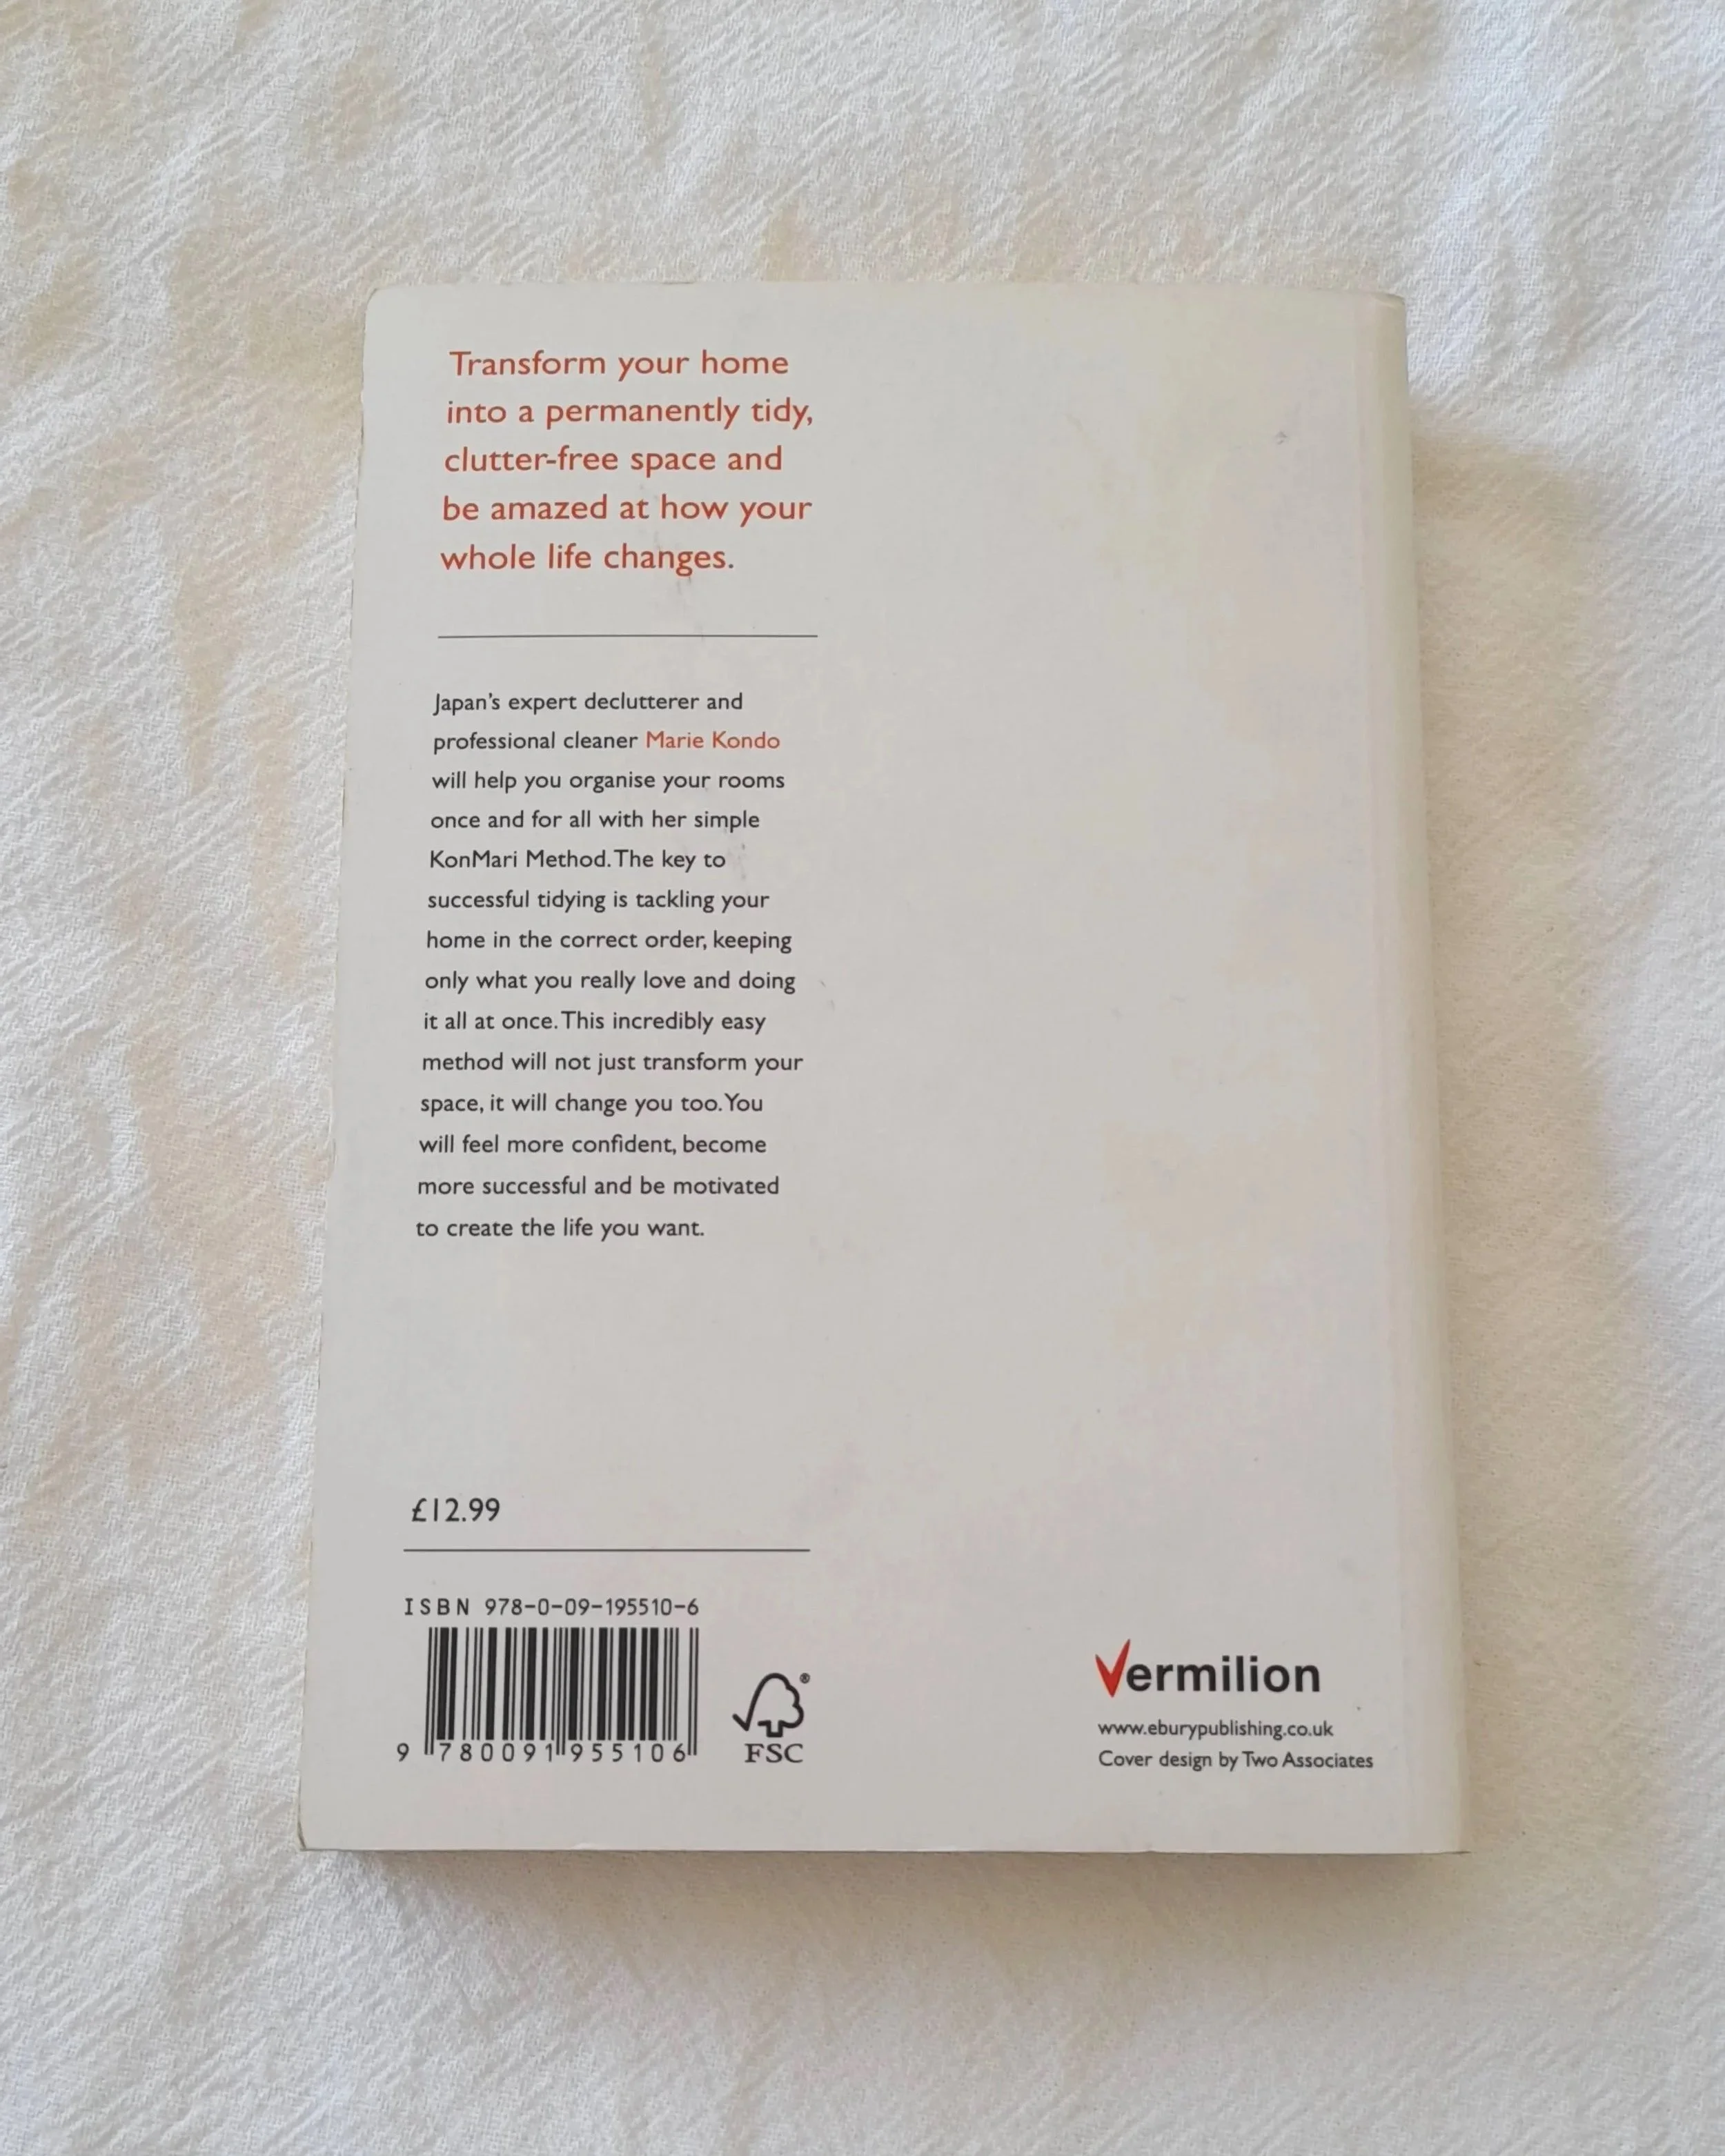 Transform your home
into a permanently tidy,
clutter-free space and
be amazed at how your
whole life changes.
Japan's expert declutterer and
professional cleaner Marie Kondo
will help you organise your rooms
once and for all with her simple
KonMari Method. The key to
successful tidying is tackling your
home in the correct order, keeping
only what you really love and doing
it all at once. This incredibly easy
method will not just transform your
space, it will change you too. You
will feel more confident, become
more successful and be motivated
to create the life you want.
£12.99
ISBN 978-0-09-195510-6
9 780091 955106
FSC®
Vermilion
www.eburypublishing.co.uk
Cover design by Two Associates